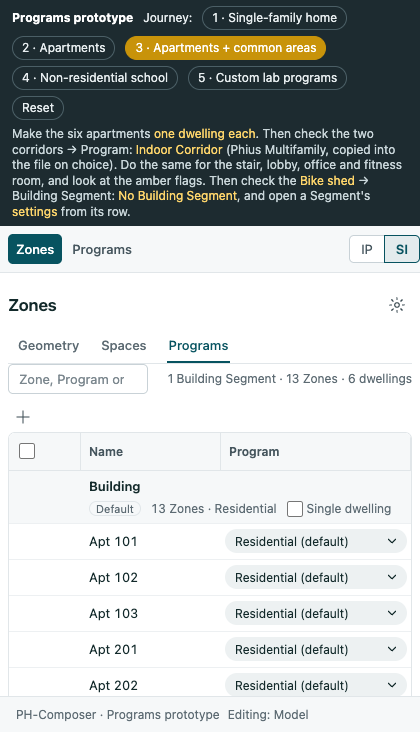 Programs prototype Journey: 1 · Single-family home
2 · Apartments 3 · Apartments + common areas
4 · Non-residential school 5 · Custom lab programs
Reset
Make the six apartments one dwelling each. Then check the two
corridors → Program: Indoor Corridor (Phius Multifamily, copied into
the file on choice). Do the same for the stair, lobby, office and fitness
room, and look at the amber flags. Then check the Bike shed →
Building Segment: No Building Segment, and open a Segment's
settings from its row.
Zones Programs IP SI
Zones
Geometry Spaces Programs
Zone, Program or 1 Building Segment · 13 Zones · 6 dwellings
Name Program
Building
Default 13 Zones · Residential Single dwelling
Apt 101 Residential (default)
Apt 102 Residential (default)
Apt 103 Residential (default)
Apt 201 Residential (default)
Apt 202 Residential (default)
PH-Composer · Programs prototype Editing: Model